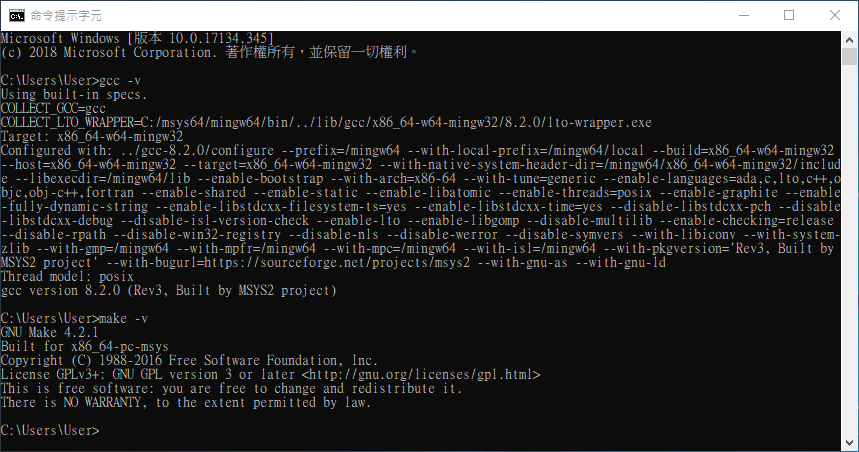 命令提示字元
Microsoft Windows [版本 10.0.17134.345]
(c) 2018 Microsoft Corporation. 著作權所有，並保留一切權利。
C:\Users\User>gcc -v
Using built-in specs.
COLLECT_GCC=gcc
COLLECT_LTO_WRAPPER=C:/msys64/mingw64/bin/../lib/gcc/x86_64-w64-mingw32/8.2.0/lto-wrapper.exe
Target: x86_64-w64-mingw32
Configured with: ../gcc-8.2.0/configure --prefix=/mingw64 --with-local-prefix=/mingw64/local --build=x86_64-w64-mingw32
--host=x86_64-w64-mingw32 --target=x86_64-w64-mingw32 --with-native-system-header-dir=/mingw64/x86_64-w64-mingw32/includ
e --libexecdir=/mingw64/lib --enable-bootstrap --with-arch=x86-64 --with-tune=generic --enable-languages=ada,c,lto,c++,o
bjc,obj-c++,fortran --enable-shared --enable-static --enable-libatomic --enable-threads=posix --enable-graphite --enable
-fully-dynamic-string --enable-libstdcxx-filesystem-ts=yes --enable-libstdcxx-time=yes --disable-libstdcxx-pch --disable
-libstdcxx-debug --disable-isl-version-check --enable-lto --enable-libgomp --disable-multilib --enable-checking=release
--disable-rpath --disable-win32-registry --disable-nls --disable-werror --disable-symvers --with-libiconv --with-system-
zlib --with-gmp=/mingw64 --with-mpfr=/mingw64 --with-mpc=/mingw64 --with-isl=/mingw64 --with-pkgversion='Rev3, Built by
MSYS2 project' --with-bugurl=https://sourceforge.net/projects/msys2 --with-gnu-as --with-gnu-ld
Thread model: posix
gcc version 8.2.0 (Rev3, Built by MSYS2 project)
C:\Users\User>make -v
GNU Make 4.2.1
Built for x86_64-pc-msys
Copyright (C) 1988-2016 Free Software Foundation, Inc.
License GPLv3+: GNU GPL version 3 or later <http://gnu.org/licenses/gpl.html>
This is free software: you are free to change and redistribute it.
There is NO WARRANTY, to the extent permitted by law.
C:\Users\User>